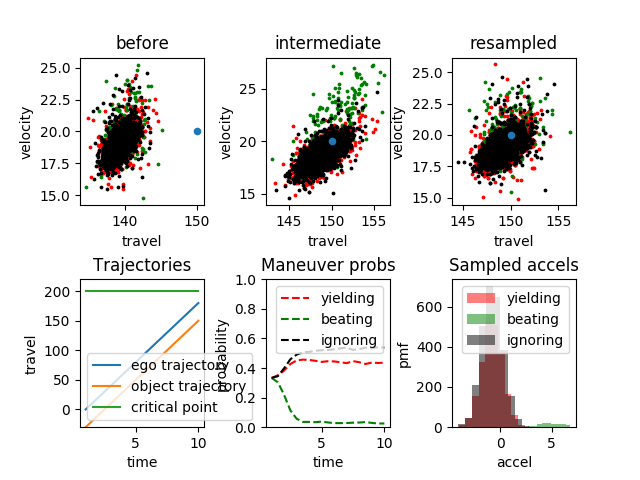 before
25.0
22.5
20.0
17.5
15.0
velocity
140
150
travel
intermediate
25
20
15
velocity
145
150
155
travel
resampled
25.0
22.5
20.0
17.5
15.0
velocity
145
150
155
travel
Trajectories
200
150
100
50
0
travel
ego trajectory
object trajectory
critical point
5
10
time
Maneuver probs
1.0
0.8
0.6
0.4
0.2
0.0
probability
yielding
beating
ignoring
5
10
time
Sampled accels
600
400
200
0
pmf
yielding
beating
ignoring
0
5
accel